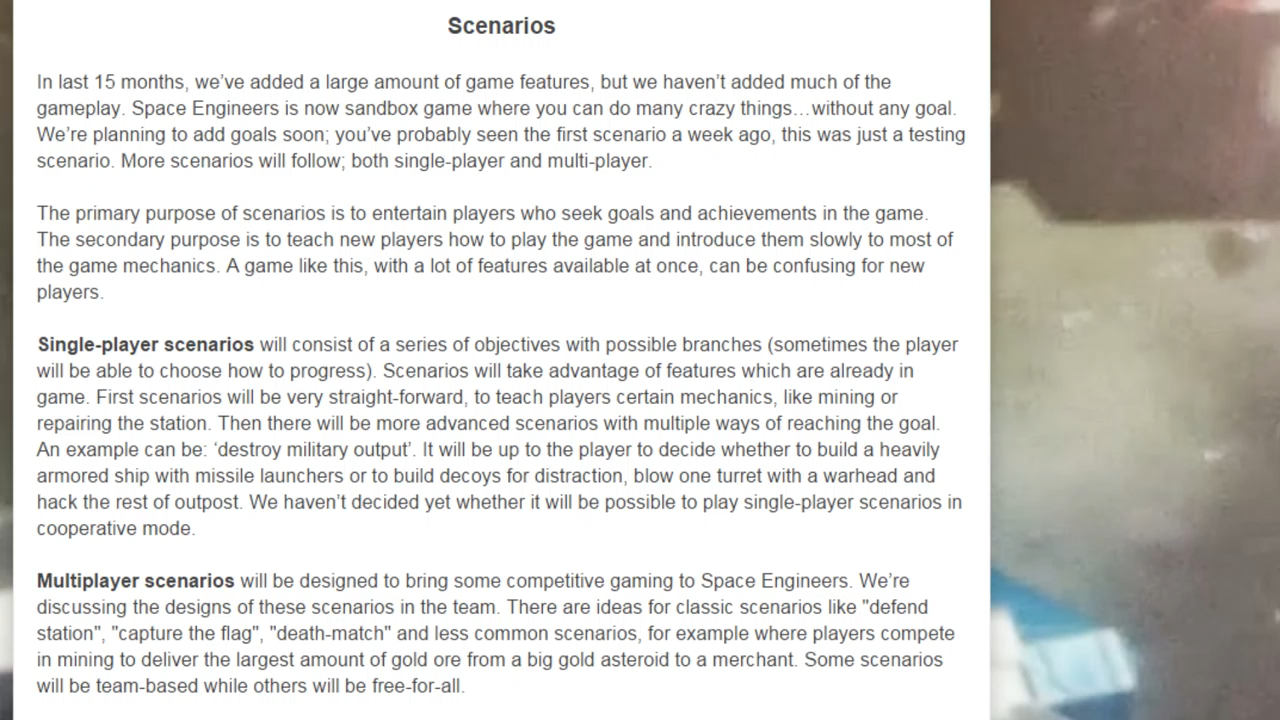 Scenarios
In last 15 months, we’ve added a large amount of game features, but we haven’t added much of the
gameplay. Space Engineers is now sandbox game where you can do many crazy things…without any goal.
We’re planning to add goals soon; you’ve probably seen the first scenario a week ago, this was just a testing
scenario. More scenarios will follow; both single-player and multi-player.
The primary purpose of scenarios is to entertain players who seek goals and achievements in the game.
The secondary purpose is to teach new players how to play the game and introduce them slowly to most of
the game mechanics. A game like this, with a lot of features available at once, can be confusing for new
players.
Single-player scenarios will consist of a series of objectives with possible branches (sometimes the player
will be able to choose how to progress). Scenarios will take advantage of features which are already in
game. First scenarios will be very straight-forward, to teach players certain mechanics, like mining or
repairing the station. Then there will be more advanced scenarios with multiple ways of reaching the goal.
An example can be: ‘destroy military output’. It will be up to the player to decide whether to build a heavily
armored ship with missile launchers or to build decoys for distraction, blow one turret with a warhead and
hack the rest of outpost. We haven’t decided yet whether it will be possible to play single-player scenarios in
cooperative mode.
Multiplayer scenarios will be designed to bring some competitive gaming to Space Engineers. We’re
discussing the designs of these scenarios in the team. There are ideas for classic scenarios like "defend
station", "capture the flag", "death-match" and less common scenarios, for example where players compete
in mining to deliver the largest amount of gold ore from a big gold asteroid to a merchant. Some scenarios
will be team-based while others will be free-for-all.